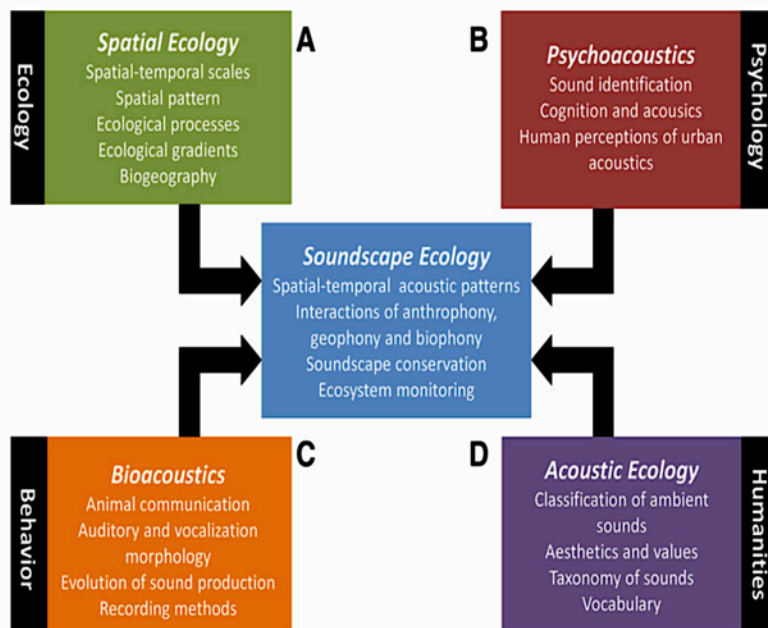 Ecology
Spatial Ecology
Spatial-temporal scales
Spatial pattern
Ecological processes
Ecological gradients
Biogeography
A
B
Psychoacoustics
Sound identification
Cognition and acousics
Human perceptions of urban
acoustics
Psychology
Soundscape Ecology
Spatial-temporal acoustic patterns
Interactions of anthrophony,
geophony and biophony
Soundscape conservation
Ecosystem monitoring
Behavior
Bioacoustics
Animal communication
Auditory and vocalization
morphology
Evolution of sound production
Recording methods
C
D
Acoustic Ecology
Classification of ambient
sounds
Aesthetics and values
Taxonomy of sounds
Vocabulary
Humanities